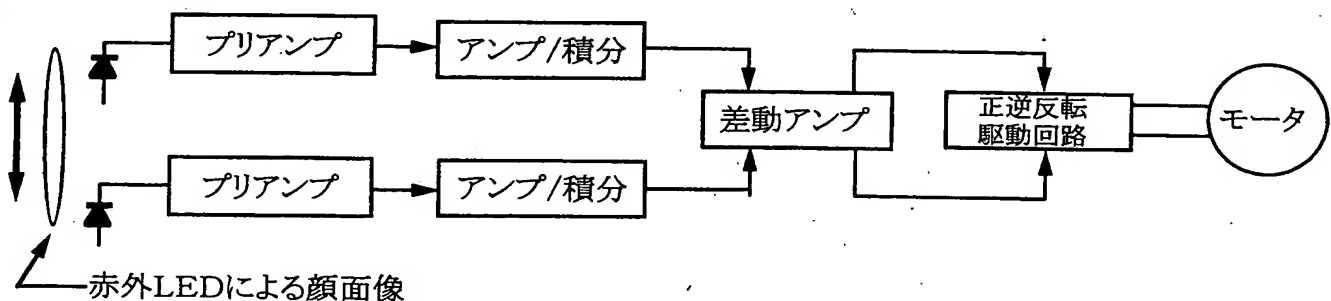 プリアンプ
アンプ/積分
差動アンプ
正逆反転
駆動回路
モータ
プリアンプ
アンプ/積分
赤外LEDによる顔面像